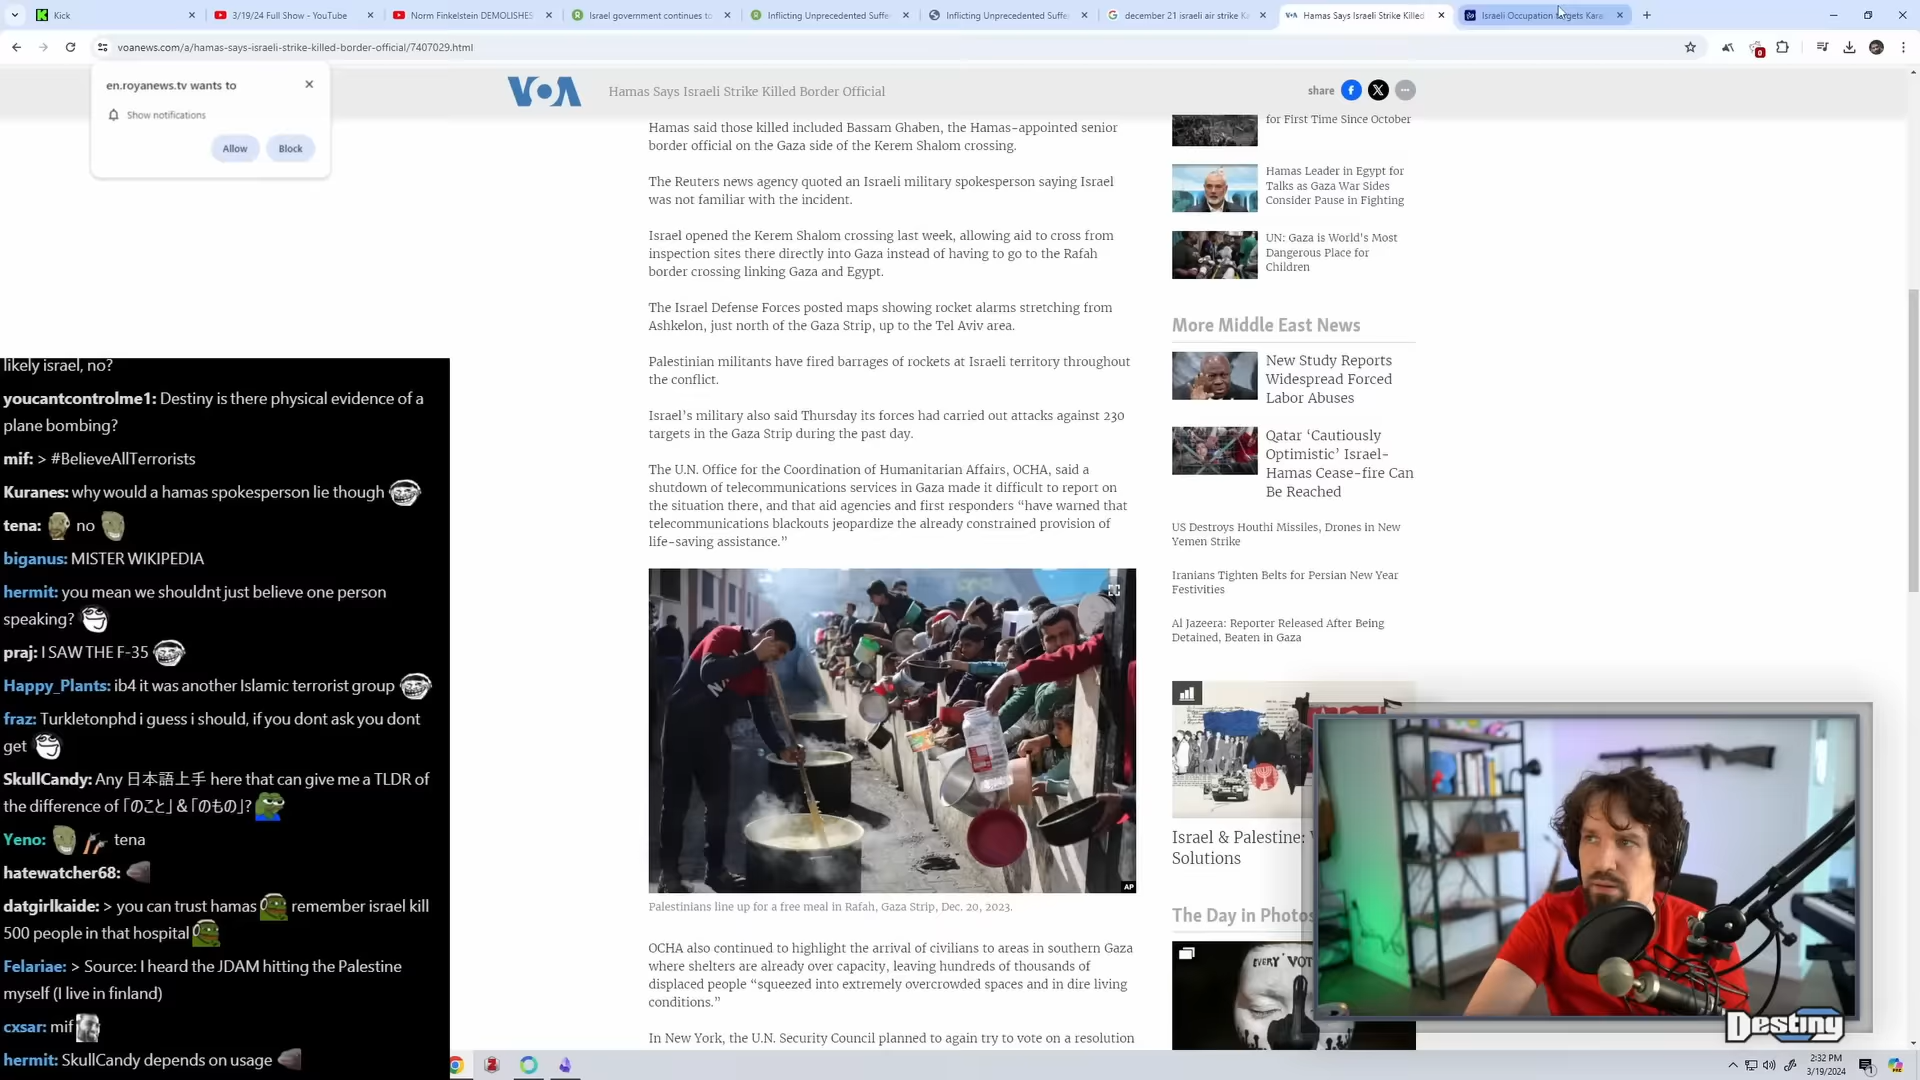 Kick
3/19/24 Full Show - YouTube
Norm Finkelstein DEMOLISHES
Israel government continues to
Inflicting Unprecedented Suffe
Inflicting Unprecedented Suffe
december 21 israeli air strike Ke
Hamas Says Israeli Strike Killed
Israeli Occupation targets Kara
voanews.com/a/hamas-says-israeli-strike-killed-border-official/7407029.html
en.royanews.tv wants to
Show notifications
Allow
Block
VOA
Hamas Says Israeli Strike Killed Border Official
share
Hamas said those killed included Bassam Ghaben, the Hamas-appointed senior
border official on the Gaza side of the Kerem Shalom crossing.
The Reuters news agency quoted an Israeli military spokesperson saying Israel
was not familiar with the incident.
Israel opened the Kerem Shalom crossing last week, allowing aid to cross from
inspection sites there directly into Gaza instead of having to go to the Rafah
border crossing linking Gaza and Egypt.
The Israel Defense Forces posted maps showing rocket alarms stretching from
Ashkelon, just north of the Gaza Strip, up to the Tel Aviv area.
Palestinian militants have fired barrages of rockets at Israeli territory throughout
the conflict.
Israel’s military also said Thursday its forces had carried out attacks against 230
targets in the Gaza Strip during the past day.
The U.N. Office for the Coordination of Humanitarian Affairs, OCHA, said a
shutdown of telecommunications services in Gaza made it difficult to report on
the situation there, and that aid agencies and first responders “have warned that
telecommunications blackouts jeopardize the already constrained provision of
life-saving assistance.”
AP
Palestinians line up for a free meal in Rafah, Gaza Strip, Dec. 20, 2023.
OCHA also continued to highlight the arrival of civilians to areas in southern Gaza
where shelters are already over capacity, leaving hundreds of thousands of
displaced people “squeezed into extremely overcrowded spaces and in dire living
conditions.”
In New York, the U.N. Security Council planned to again try to vote on a resolution
for First Time Since October
Hamas Leader in Egypt for
Talks as Gaza War Sides
Consider Pause in Fighting
UN: Gaza is World's Most
Dangerous Place for
Children
More Middle East News
New Study Reports
Widespread Forced
Labor Abuses
Qatar ‘Cautiously
Optimistic’ Israel-
Hamas Cease-fire Can
Be Reached
US Destroys Houthi Missiles, Drones in New
Yemen Strike
Iranians Tighten Belts for Persian New Year
Festivities
Al Jazeera: Reporter Released After Being
Detained, Beaten in Gaza
Israel & Palestine:
Solutions
The Day in Photos
EVERY VOT
likely israel, no?
youcantcontrolme1: Destiny is there physical evidence of a
plane bombing?
mif: > #BelieveAllTerrorists
Kuranes: why would a hamas spokesperson lie though
tena: no
biganus: MISTER WIKIPEDIA
hermit: you mean we shouldnt just believe one person
speaking?
praj: I SAW THE F-35
Happy_Plants: ib4 it was another Islamic terrorist group
fraz: Turkletonphd i guess i should, if you dont ask you dont
get
SkullCandy: Any 日本語上手 here that can give me a TLDR of
the difference of「のこと」&「のもの」?
Yeno: tena
hatewatcher68:
datgirlkaide: > you can trust hamas remember israel kill
500 people in that hospital
Felariae: > Source: I heard the JDAM hitting the Palestine
myself (I live in finland)
cxsar: mif
hermit: SkullCandy depends on usage
Destiny
2:32 PM
3/19/2024